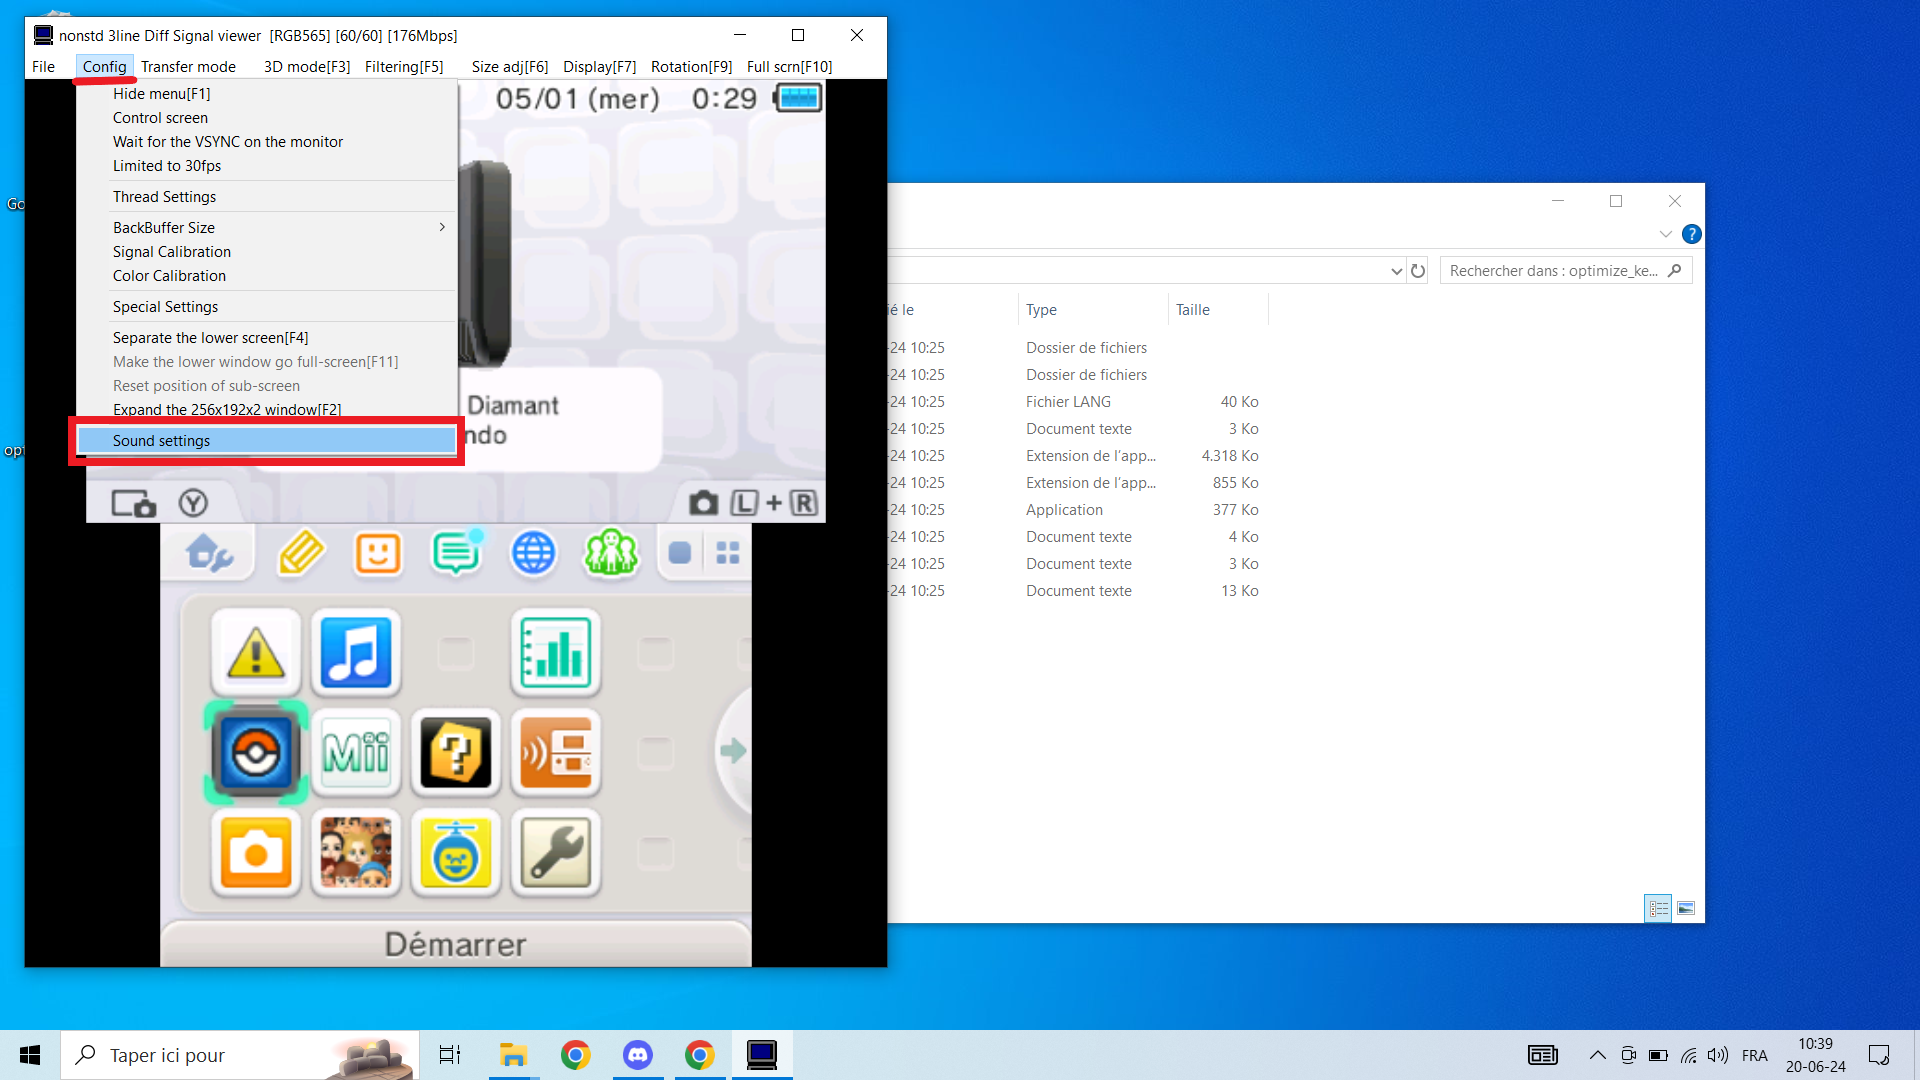 nonstd 3line Diff Signal viewer [RGB565] [60/60] [176Mbps]
File Config Transfer mode 3D mode[F3] Filtering[F5] Size adj[F6] Display[F7] Rotation[F9] Full scrn[F10]
Hide menu[F1]
Control screen
Wait for the VSYNC on the monitor
Limited to 30fps
Thread Settings
BackBuffer Size
Signal Calibration
Color Calibration
Special Settings
Separate the lower screen[F4]
Make the lower window go full-screen[F11]
Reset position of sub-screen
Expand the 256x192x2 window[F2]
Sound settings
05/01 (mer) 0:29
Diamant
ndo
Y
L + R
Mii
?
Démarrer
Go
opt
?
Rechercher dans : optimize_ke...
ié le Type Taille
-24 10:25 Dossier de fichiers
-24 10:25 Dossier de fichiers
-24 10:25 Fichier LANG 40 Ko
-24 10:25 Document texte 3 Ko
-24 10:25 Extension de l'app... 4.318 Ko
-24 10:25 Extension de l'app... 855 Ko
-24 10:25 Application 377 Ko
-24 10:25 Document texte 4 Ko
-24 10:25 Document texte 3 Ko
-24 10:25 Document texte 13 Ko
Taper ici pour
FRA
10:39
20-06-24